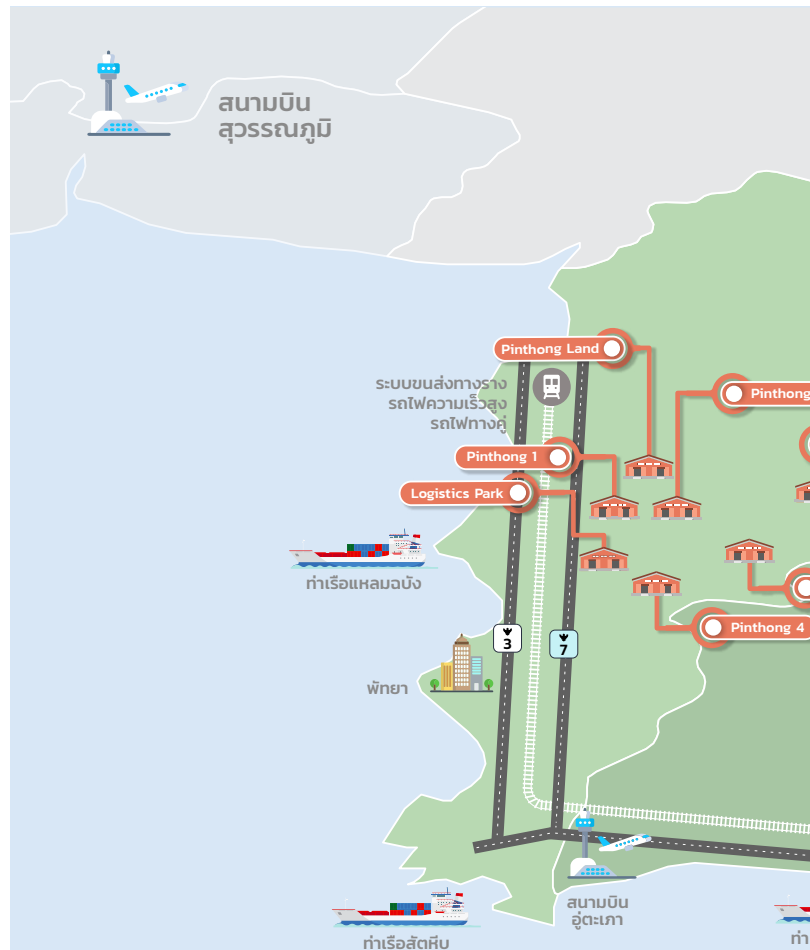 สนามบิน
สุวรรณภูมิ
Pinthong Land
ระบบขนส่งทางราง
รถไฟความเร็วสูง
รถไฟทางคู่
Pinthong
Pinthong 1
Logistics Park
ท่าเรือแหลมฉบัง
3
7
Pinthong 4
พัทยา
สนามบิน
อู่ตะเภา
ท่าเรือสัตหีบ